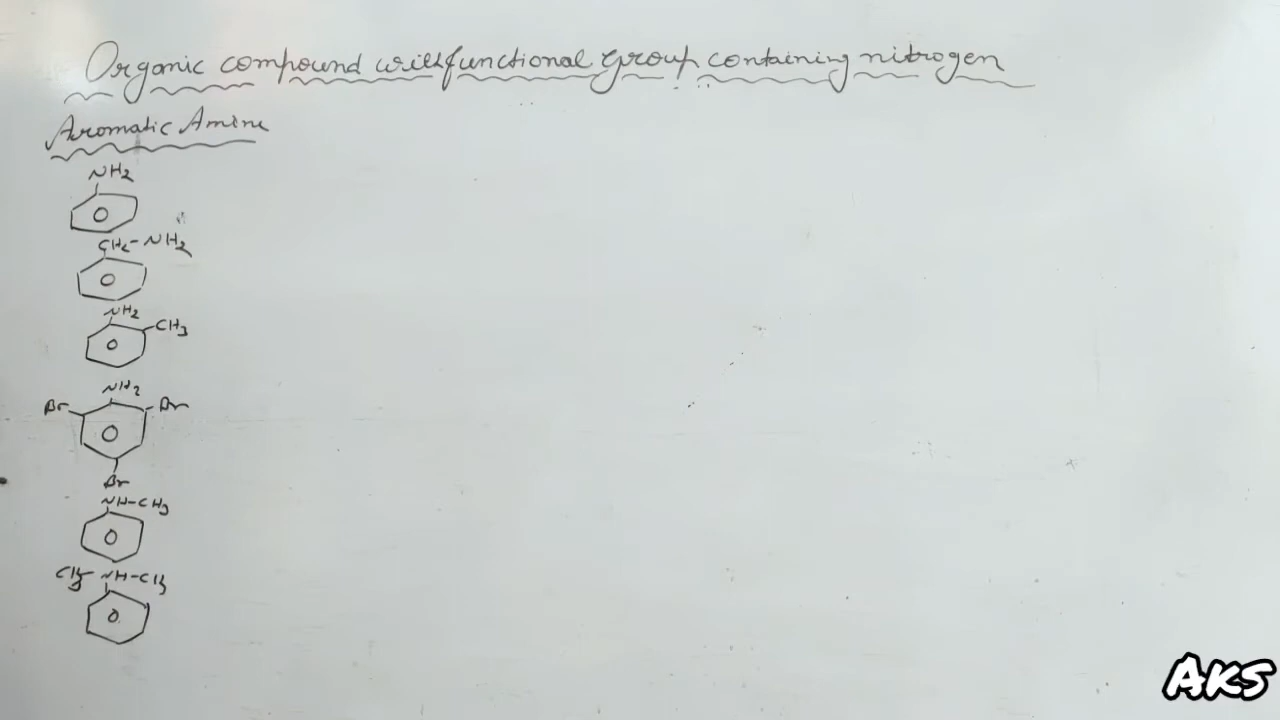 Organic compound with functional Group containing nitrogen
Aromatic Amine
NH2
CH2-NH2
NH2
CH3
NH2
Br Br
Br
NH-CH3
CH3-NH-CH3
AKS